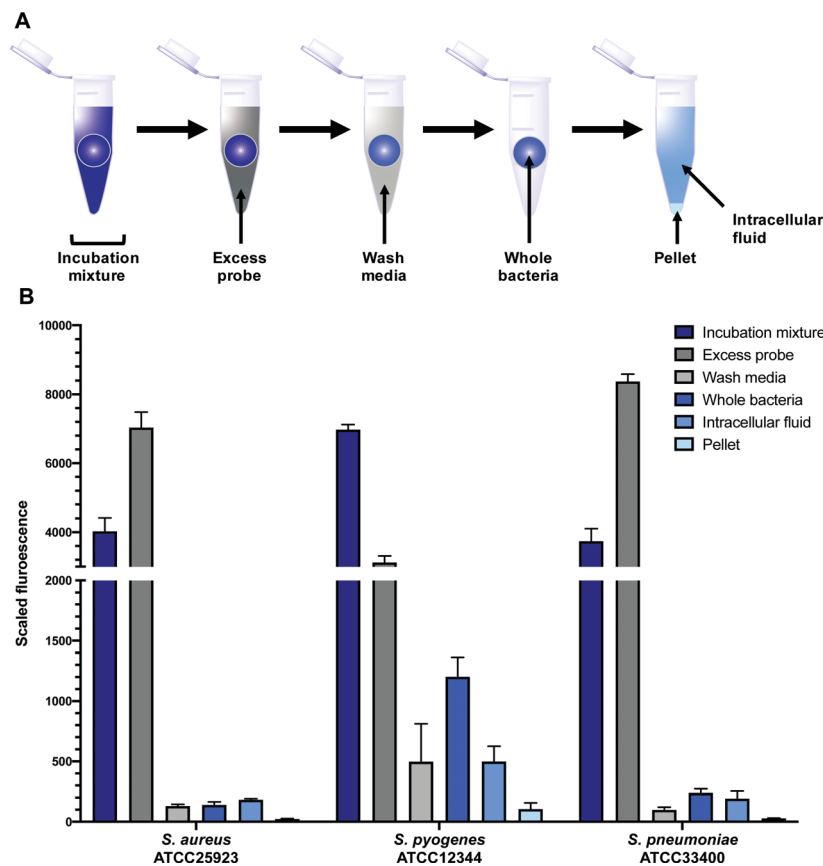 A
Incubation
mixture
Excess
probe
Wash
media
Whole
bacteria
Pellet
Intracellular
fluid
B
Scaled fluroescence
10000
8000
6000
4000
2000
1500
1000
500
0
Incubation mixture
Excess probe
Wash media
Whole bacteria
Intracellular fluid
Pellet
S. aureus
ATCC25923
S. pyogenes
ATCC12344
S. pneumoniae
ATCC33400